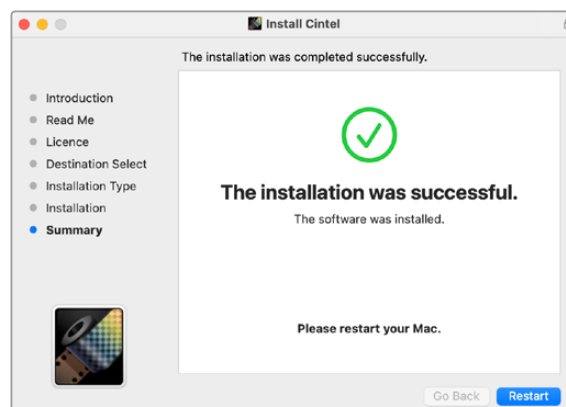 Install Cintel
The installation was completed successfully.
Introduction
Read Me
Licence
Destination Select
Installation Type
Installation
Summary
The installation was successful.
The software was installed.
Please restart your Mac.
Go Back
Restart